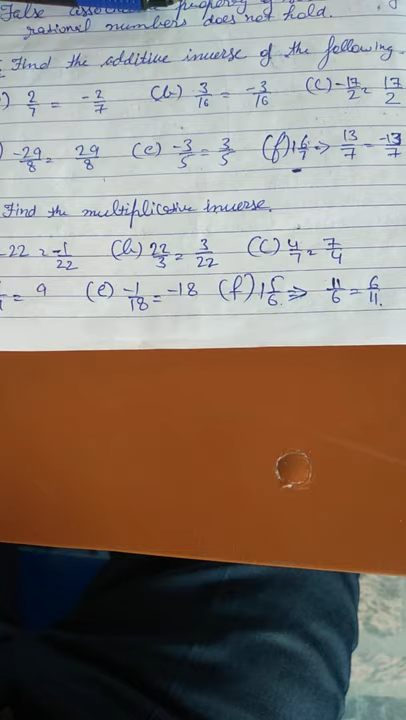 False associative property of
rational numbers does not hold.
Find the additive inverse of the following.
) 2/7 = -2/7 (b) 3/16 = -3/16 (c) -17/2 = 17/2
) -29/8 = 29/8 (e) -3/5 = 3/5 (f) 1 6/7 ⇒ 13/7 = -13/7
Find the multiplicative inverse.
-22 = -1/22 (b) 22/3 = 3/22 (c) 4/7 = 7/4
= 9 (e) -1/18 = -18 (f) 1 5/6 ⇒ 11/6 = 6/11.